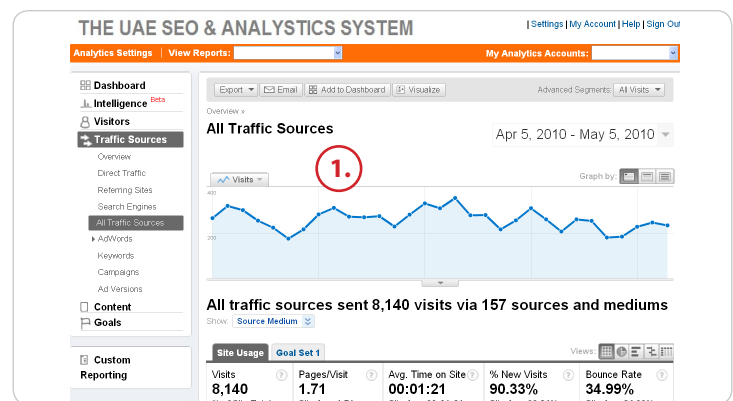 THE UAE SEO & ANALYSTICS SYSTEM
| Settings | My Account | Help | Sign Out
Analytics Settings | View Reports:
My Analytics Accounts:
Dashboard
Intelligence Beta
Visitors
Traffic Sources
Overview
Direct Traffic
Referring Sites
Search Engines
All Traffic Sources
AdWords
Keywords
Campaigns
Ad Versions
Content
Goals
Custom
Reporting
Export Email Add to Dashboard Visualize
Advanced Segments: All Visits
Overview »
All Traffic Sources
Apr 5, 2010 - May 5, 2010
1.
Visits
Graph by:
400
200
All traffic sources sent 8,140 visits via 157 sources and mediums
Show: Source Medium
Site Usage Goal Set 1
Views:
Visits ? Pages/Visit ? Avg. Time on Site ? % New Visits ? Bounce Rate ?
8,140 1.71 00:01:21 90.33% 34.99%